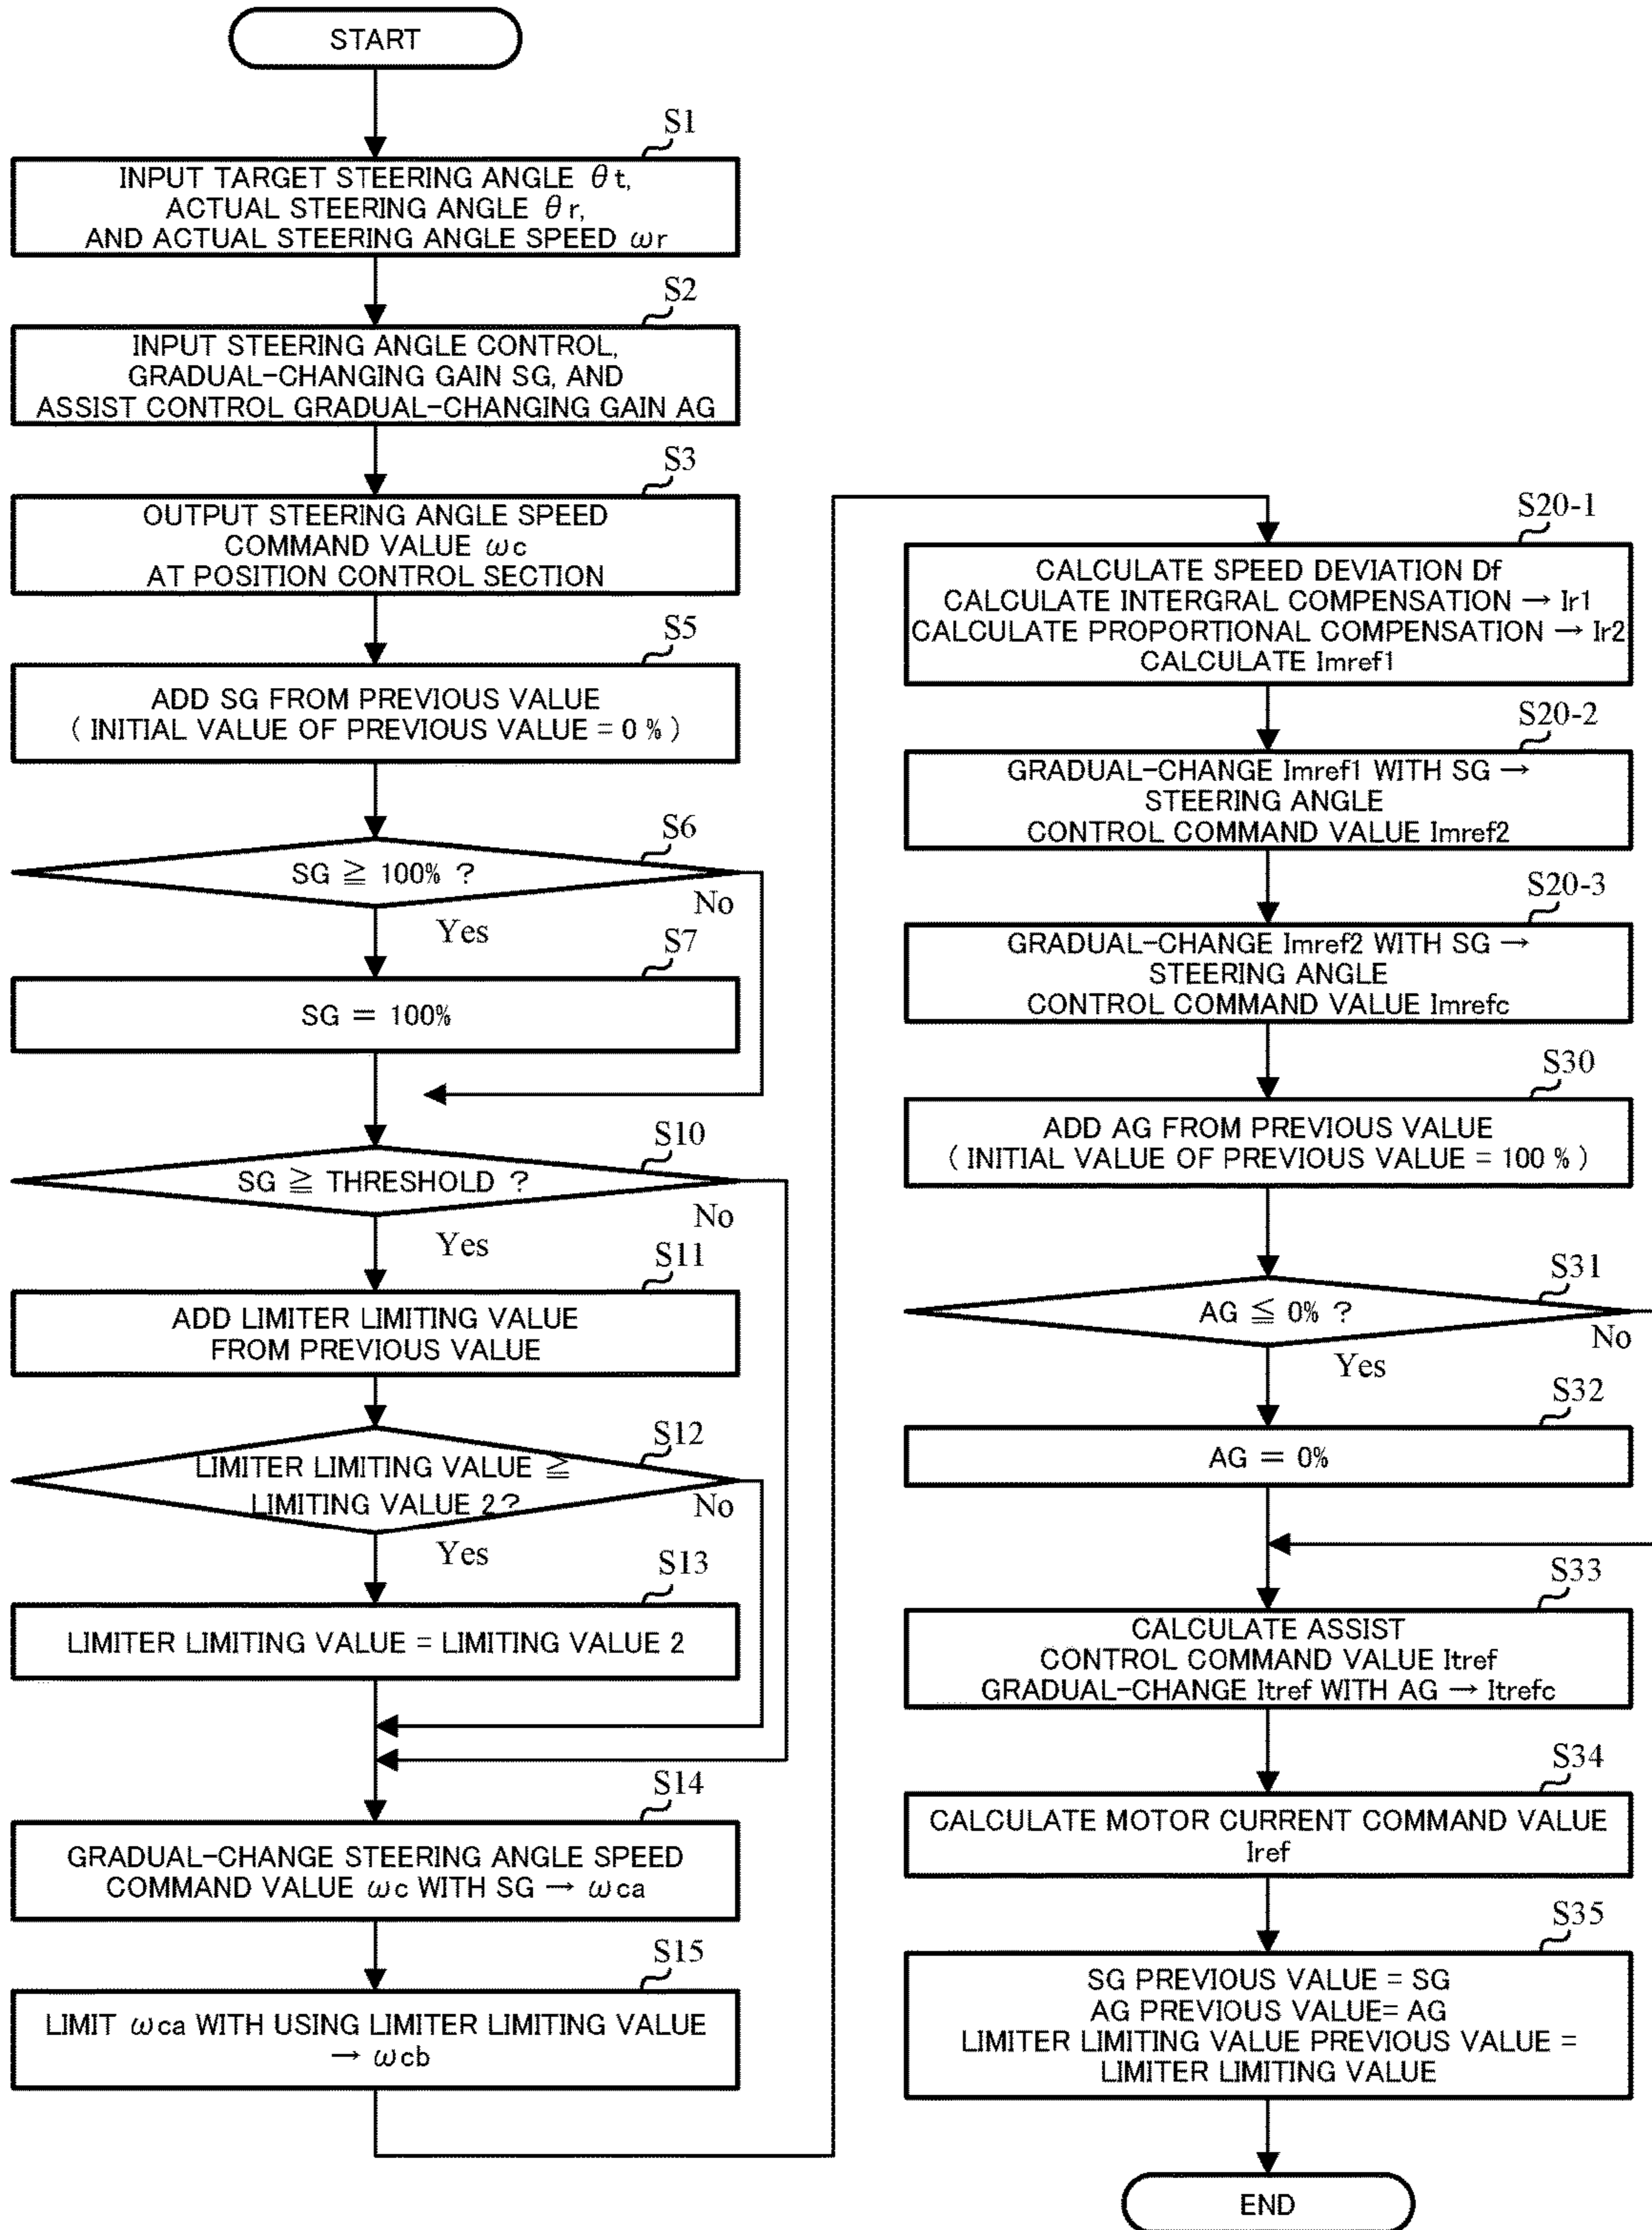 START
S1
INPUT TARGET STEERING ANGLE θt,
ACTUAL STEERING ANGLE θr,
AND ACTUAL STEERING ANGLE SPEED ωr
S2
INPUT STEERING ANGLE CONTROL,
GRADUAL-CHANGING GAIN SG, AND
ASSIST CONTROL GRADUAL-CHANGING GAIN AG
S3
OUTPUT STEERING ANGLE SPEED
COMMAND VALUE ωc
AT POSITION CONTROL SECTION
S5
ADD SG FROM PREVIOUS VALUE
( INITIAL VALUE OF PREVIOUS VALUE = 0 % )
S6
SG ≧ 100% ?
No
Yes
S7
SG = 100%
S10
SG ≧ THRESHOLD ?
No
Yes
S11
ADD LIMITER LIMITING VALUE
FROM PREVIOUS VALUE
S12
LIMITER LIMITING VALUE ≧
LIMITING VALUE 2?
No
Yes
S13
LIMITER LIMITING VALUE = LIMITING VALUE 2
S14
GRADUAL-CHANGE STEERING ANGLE SPEED
COMMAND VALUE ωc WITH SG → ωca
S15
LIMIT ωca WITH USING LIMITER LIMITING VALUE
→ ωcb
S20-1
CALCULATE SPEED DEVIATION Df
CALCULATE INTERGRAL COMPENSATION → Ir1
CALCULATE PROPORTIONAL COMPENSATION → Ir2
CALCULATE Imref1
S20-2
GRADUAL-CHANGE Imref1 WITH SG →
STEERING ANGLE
CONTROL COMMAND VALUE Imref2
S20-3
GRADUAL-CHANGE Imref2 WITH SG →
STEERING ANGLE
CONTROL COMMAND VALUE Imrefc
S30
ADD AG FROM PREVIOUS VALUE
( INITIAL VALUE OF PREVIOUS VALUE = 100 % )
S31
AG ≦ 0% ?
No
Yes
S32
AG = 0%
S33
CALCULATE ASSIST
CONTROL COMMAND VALUE Itref
GRADUAL-CHANGE Itref WITH AG → Itrefc
S34
CALCULATE MOTOR CURRENT COMMAND VALUE
Iref
S35
SG PREVIOUS VALUE = SG
AG PREVIOUS VALUE= AG
LIMITER LIMITING VALUE PREVIOUS VALUE =
LIMITER LIMITING VALUE
END